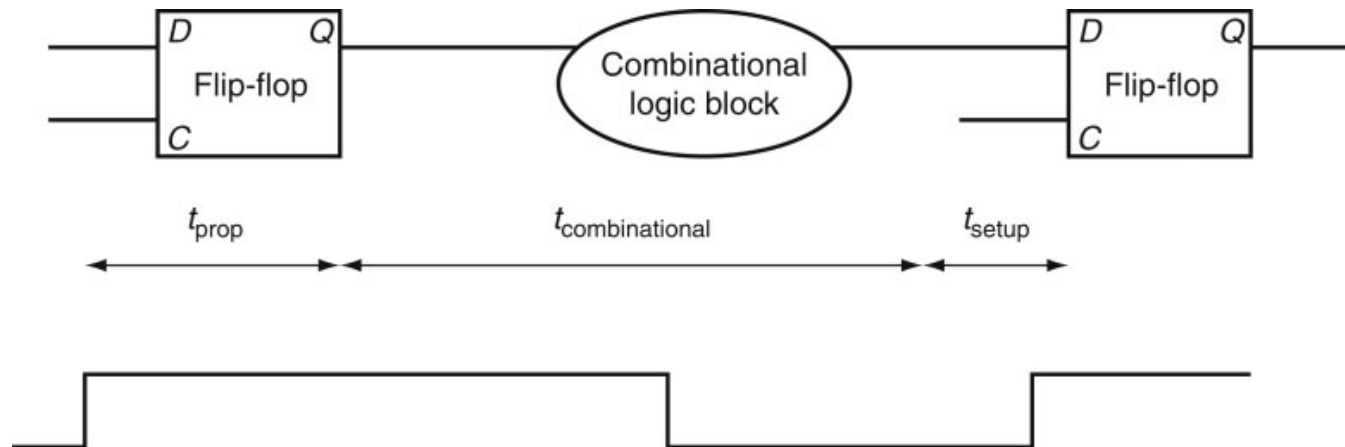 D Q
Flip-flop
C
Combinational
logic block
D Q
Flip-flop
C
tprop
tcombinational
tsetup